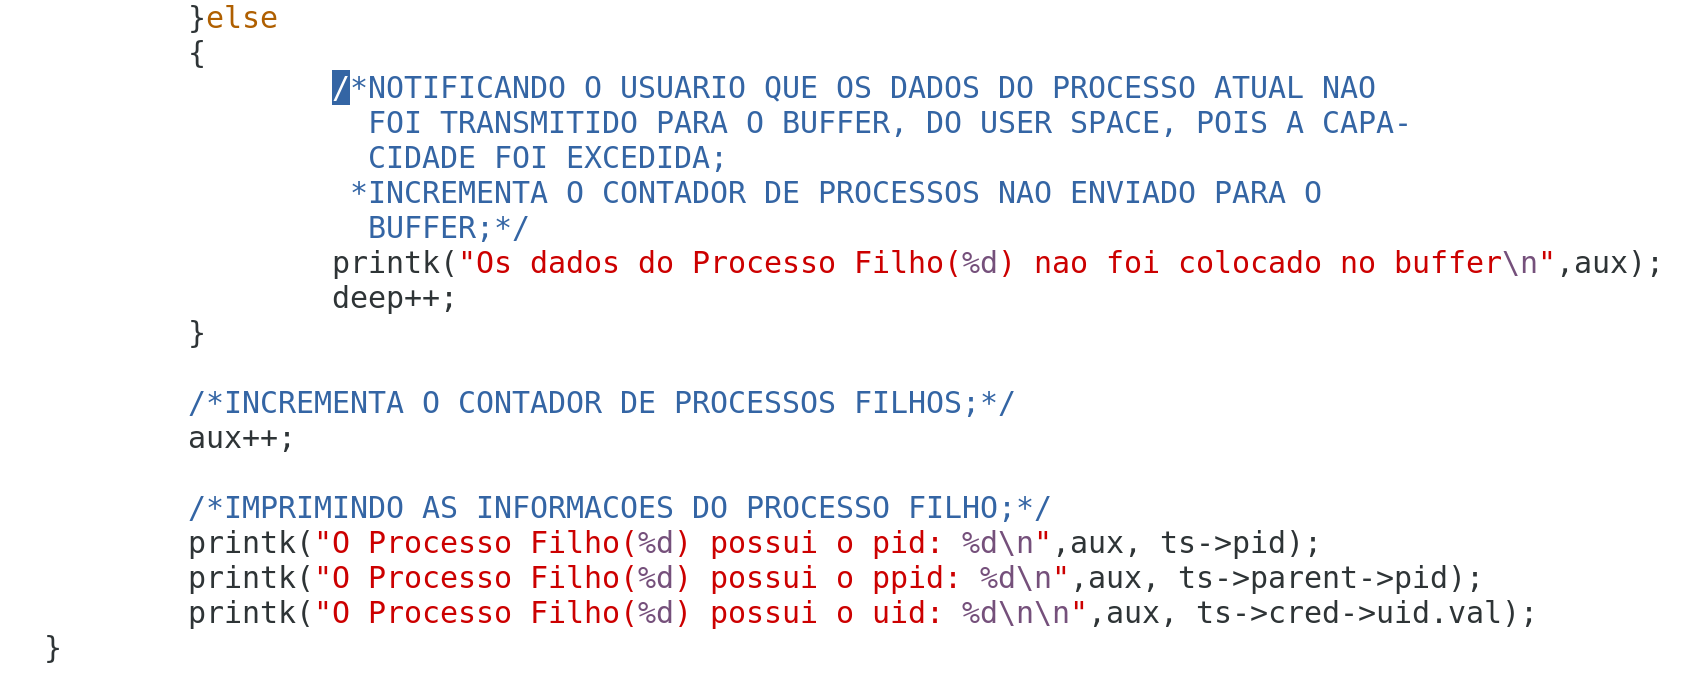 }else
{
/*NOTIFICANDO O USUARIO QUE OS DADOS DO PROCESSO ATUAL NAO
FOI TRANSMITIDO PARA O BUFFER, DO USER SPACE, POIS A CAPA-
CIDADE FOI EXCEDIDA;
*INCREMENTA O CONTADOR DE PROCESSOS NAO ENVIADO PARA O
BUFFER;*/
printk("Os dados do Processo Filho(%d) nao foi colocado no buffer\n",aux);
deep++;
}
/*INCREMENTA O CONTADOR DE PROCESSOS FILHOS;*/
aux++;
/*IMPRIMINDO AS INFORMACOES DO PROCESSO FILHO;*/
printk("O Processo Filho(%d) possui o pid: %d\n",aux, ts->pid);
printk("O Processo Filho(%d) possui o ppid: %d\n",aux, ts->parent->pid);
printk("O Processo Filho(%d) possui o uid: %d\n\n",aux, ts->cred->uid.val);
}